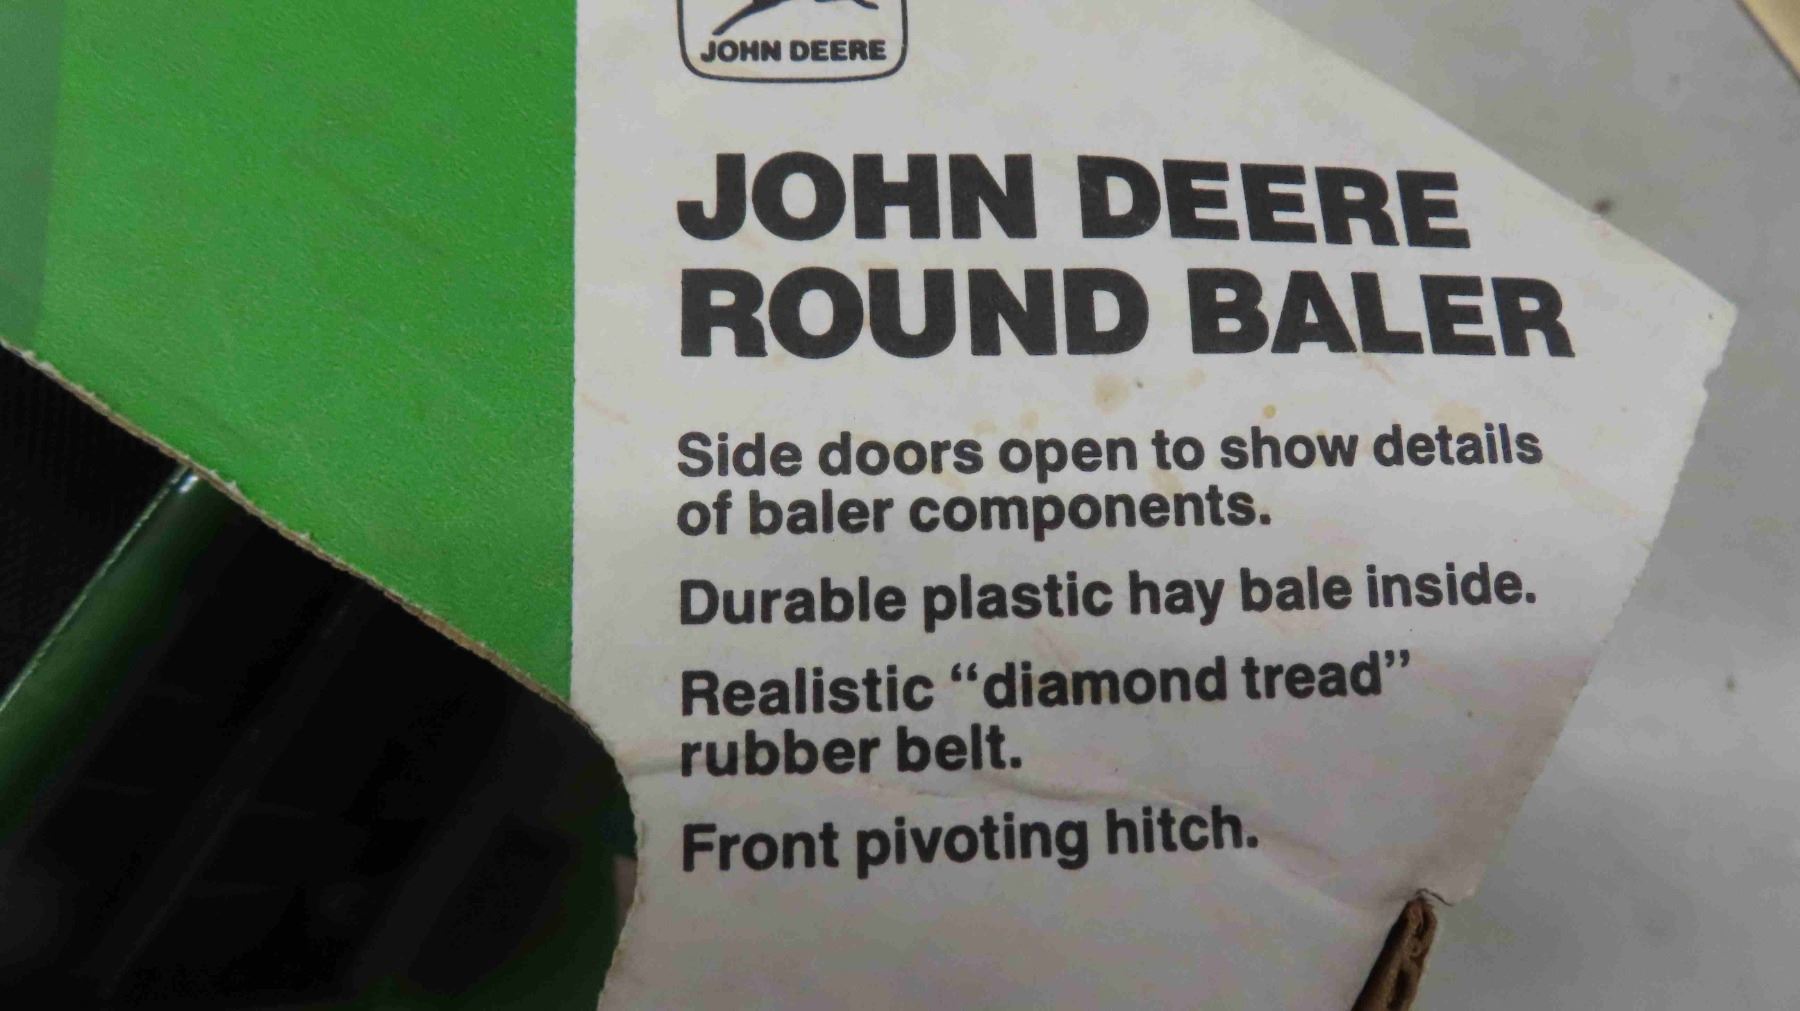 JOHN DEERE
JOHN DEERE
ROUND BALER
Side doors open to show details
of baler components.
Durable plastic hay bale inside.
Realistic “diamond tread”
rubber belt.
Front pivoting hitch.